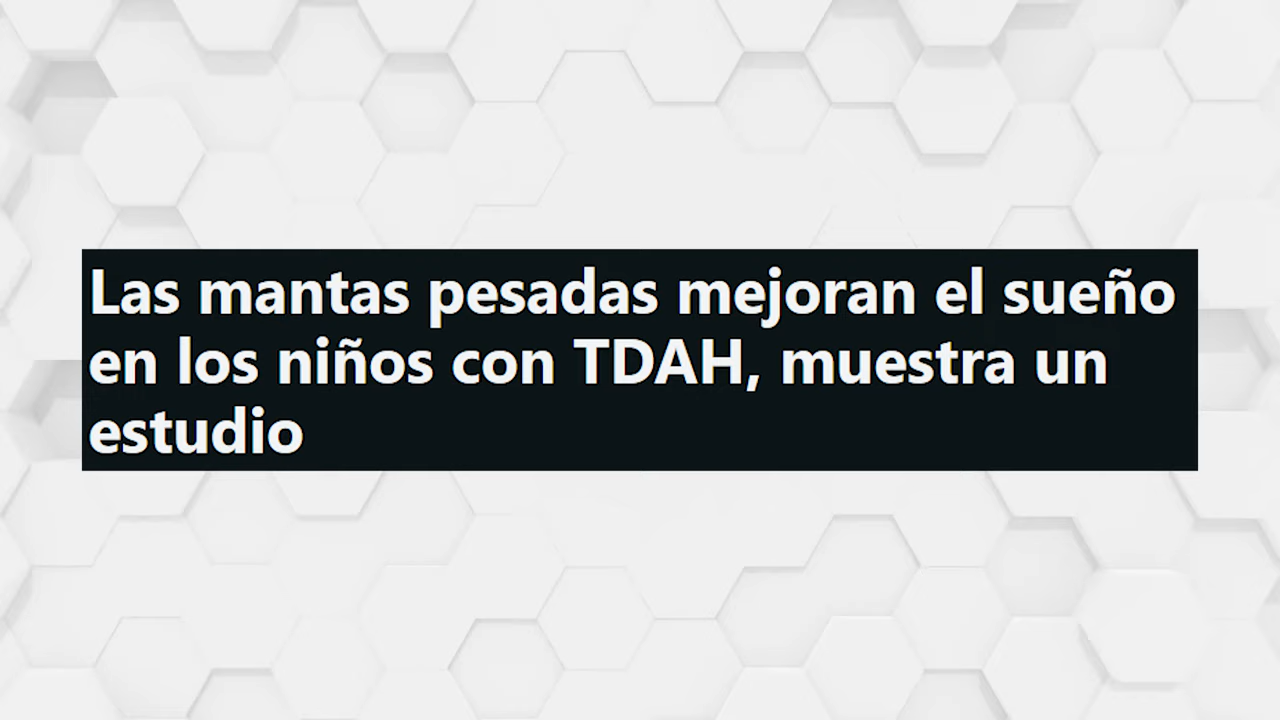 Las mantas pesadas mejoran el sueño
en los niños con TDAH, muestra un
estudio